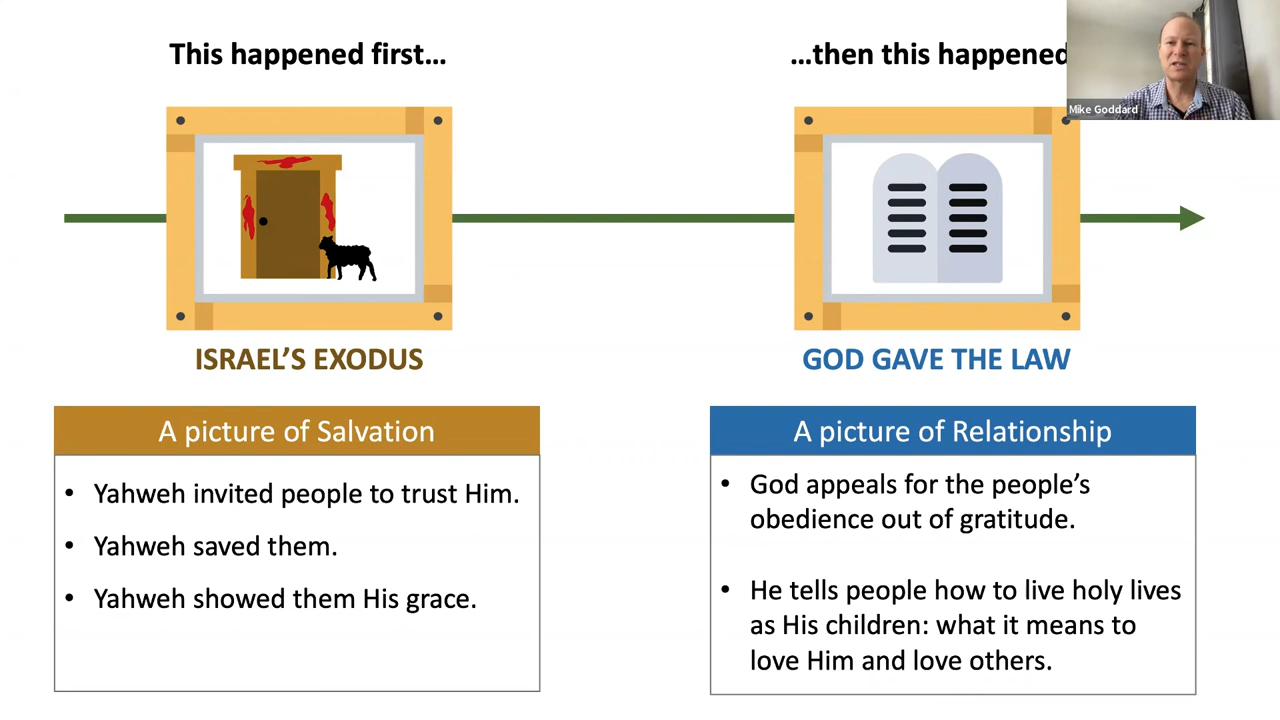 This happened first…
…then this happened
Mike Goddard
ISRAEL’S EXODUS
GOD GAVE THE LAW
A picture of Salvation
• Yahweh invited people to trust Him.
• Yahweh saved them.
• Yahweh showed them His grace.
A picture of Relationship
• God appeals for the people’s
obedience out of gratitude.
• He tells people how to live holy lives
as His children: what it means to
love Him and love others.